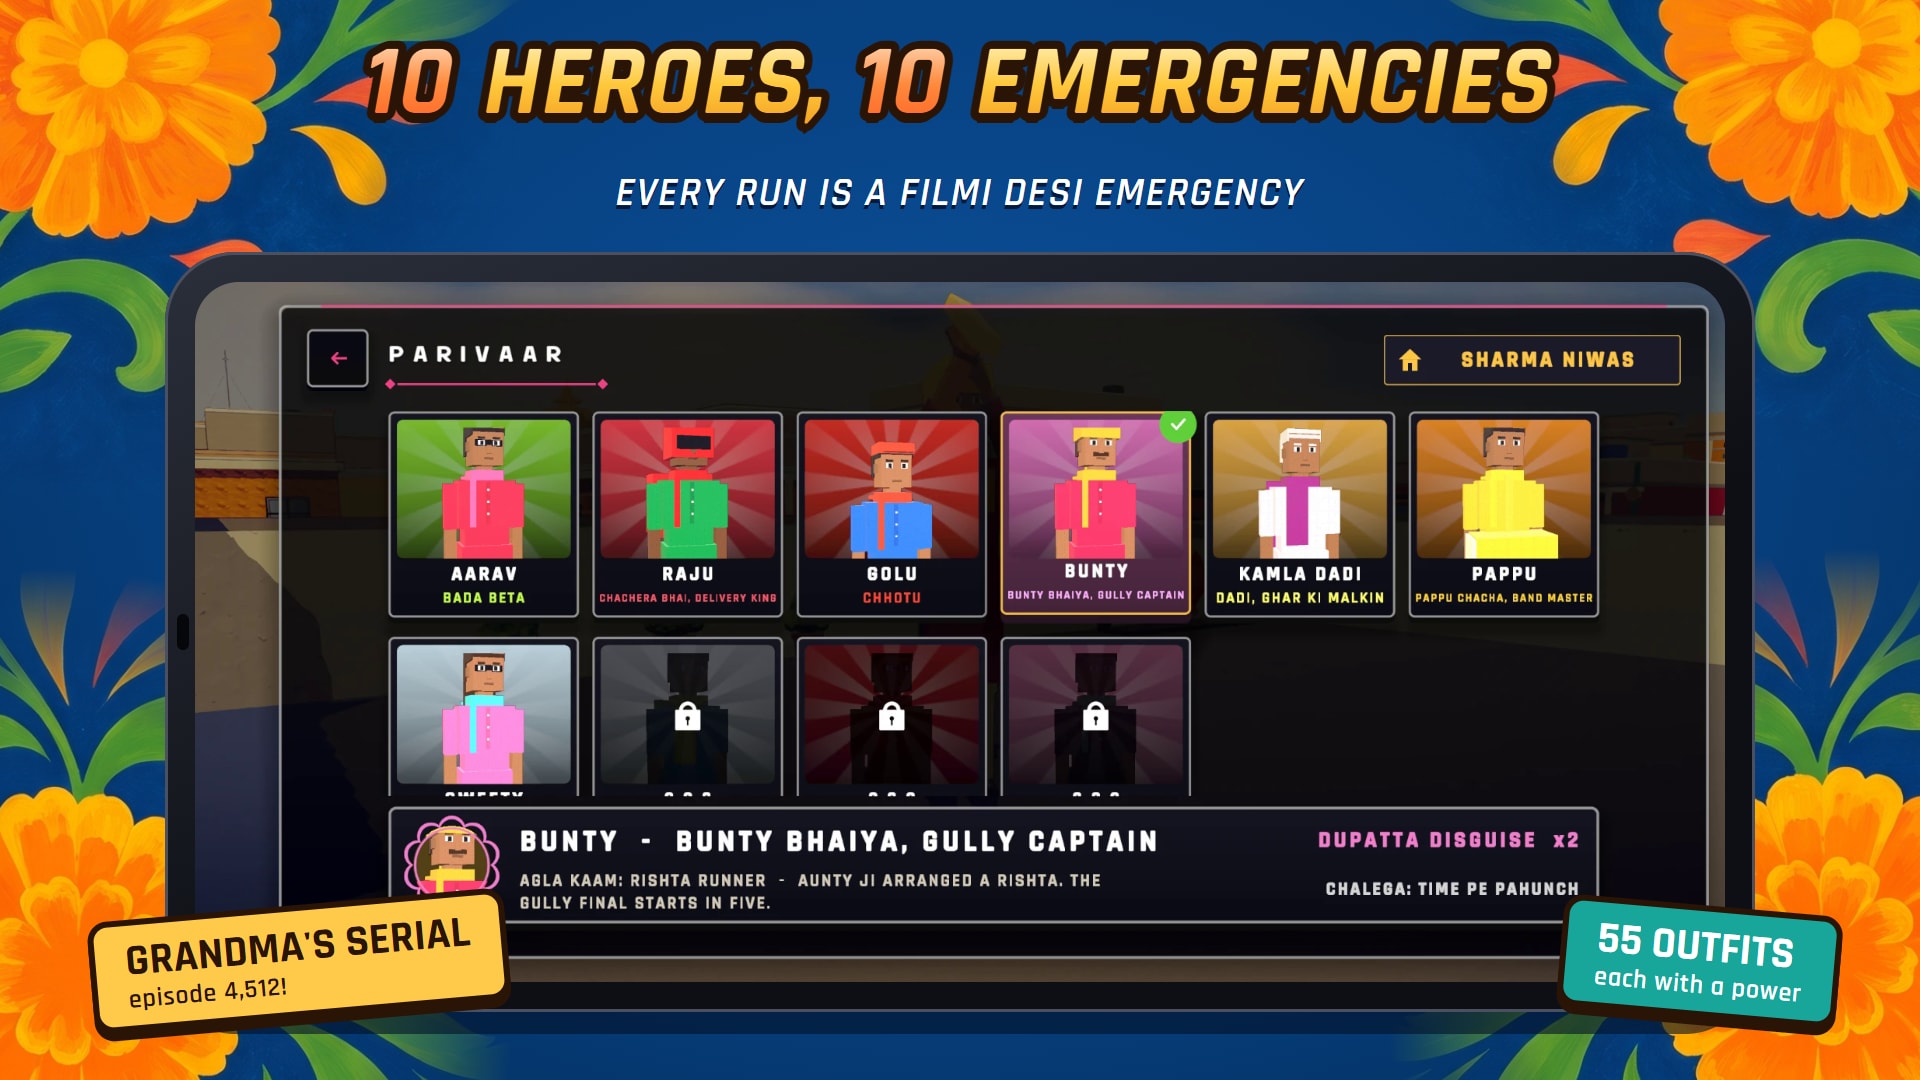 10 HEROES, 10 EMERGENCIES
EVERY RUN IS A FILMI DESI EMERGENCY
PARIVAAR
SHARMA NIWAS
AARAV
BADA BETA
RAJU
CHACHERA BHAI, DELIVERY KING
GOLU
CHHOTU
BUNTY
BUNTY BHAIYA, GULLY CAPTAIN
KAMLA DADI
DADI, GHAR KI MALKIN
PAPPU
PAPPU CHACHA, BAND MASTER
BUNTY - BUNTY BHAIYA, GULLY CAPTAIN
AGLA KAAM: RISHTA RUNNER - AUNTY JI ARRANGED A RISHTA. THE
GULLY FINAL STARTS IN FIVE.
DUPATTA DISGUISE x2
CHALEGA: TIME PE PAHUNCH
GRANDMA'S SERIAL
episode 4,512!
55 OUTFITS
each with a power